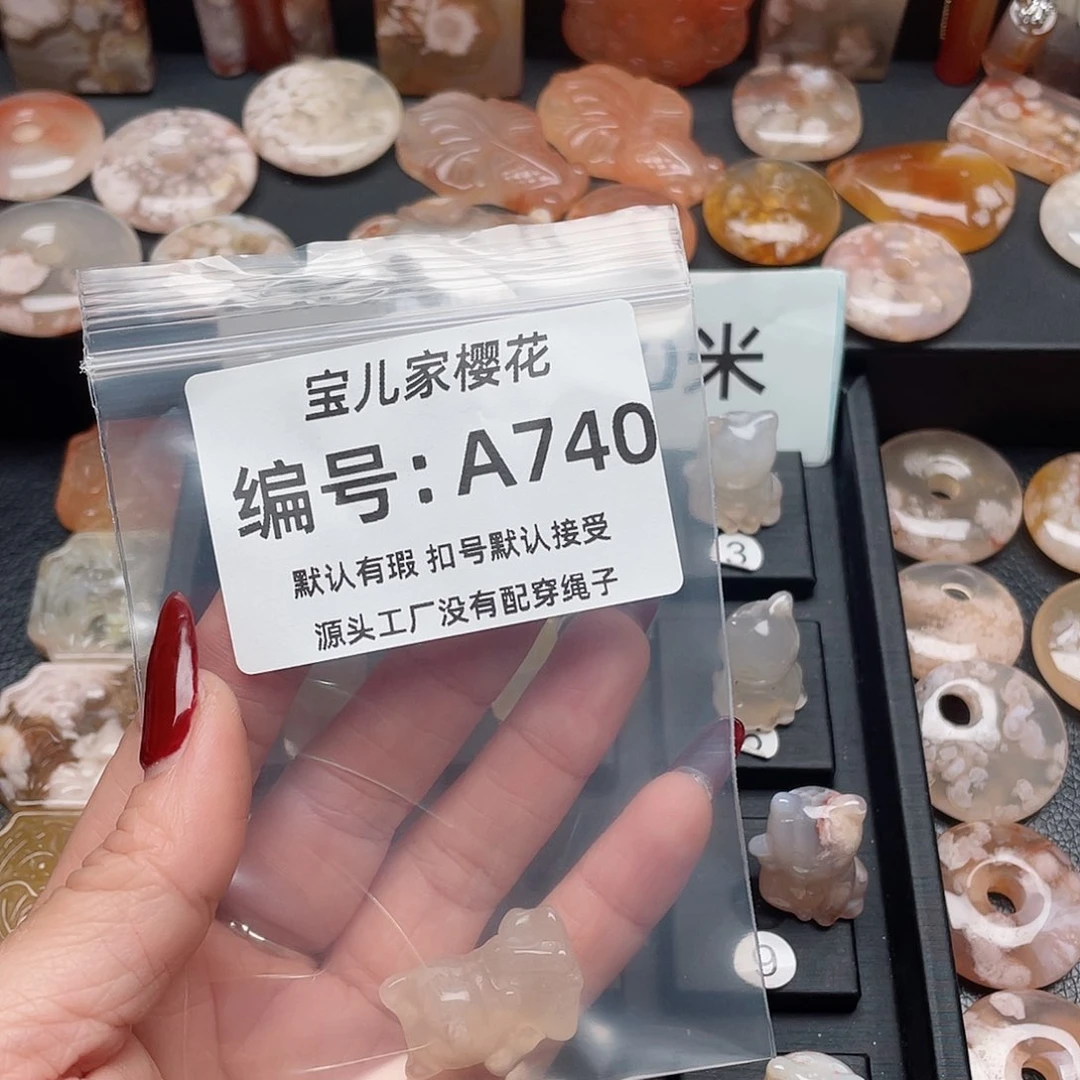 宝儿家樱花
编号:A740
默认有瑕 扣号默认接受
源头工厂没有配穿绳子
米
3
9